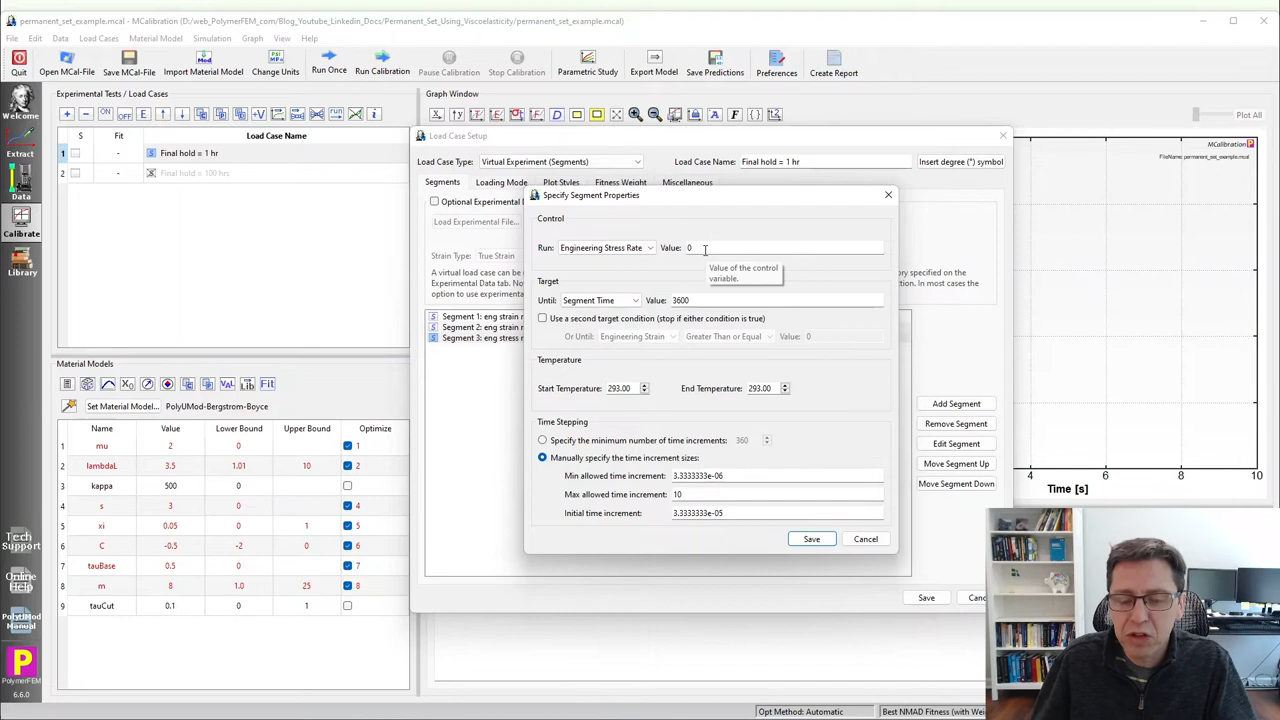 permanent_set_example.mcal - MCalibration (D:/web_PolymerFEM/Blog_Youtube_Linkedin_Docs/Permanent_Set_Using_Viscoelasticity/permanent_set_example.mcal)
File Edit Data Load Cases Material Model Simulation Graph View Help
Quit Open MCal-File Save MCal-File Import Material Model Change Units Run Once Run Calibration Pause Calibration Stop Calibration Parametric Study Export Model Save Predictions Preferences Create Report
Experimental Tests / Load Cases
Graph Window
Plot All
S Fit Load Case Name
1 - Final hold = 1 hr
2 - Final hold = 100 hrs
Welcome
Extract
Data
Calibrate
Library
Tech Support
Online Help
PolyUMod Manual
PolymerFEM
6.6.0
Material Models
Set Material Model... PolyUMod-Bergstrom-Boyce
Name Value Lower Bound Upper Bound Optimize
1 mu 2 0 1
2 lambdaL 3.5 1.01 10 2
3 kappa 500
4 s 3 0 4
5 xi 0.05 0 1 5
6 C -0.5 -2 0 6
7 tauBase 0.5 0 7
8 m 8 1.0 25 8
9 tauCut 0.1 0 1
Load Case Setup
Load Case Type: Virtual Experiment (Segments) Load Case Name: Final hold = 1 hr Insert degree (°) symbol
Segments Loading Mode Plot Styles Fitness Weight Miscellaneous
Optional Experimental
Load Experimental File...
Strain Type: True Strain
A virtual load case can be
Experimental Data tab. Note
option to use experimental
tory specified on the
. In most cases the
Segment 1: eng strain r
Segment 2: eng strain r
Segment 3: eng stress r
Add Segment
Remove Segment
Edit Segment
Move Segment Up
Move Segment Down
Save Canc
Specify Segment Properties
Control
Run: Engineering Stress Rate Value: 0
Value of the control
variable.
Target
Until: Segment Time Value: 3600
Use a second target condition (stop if either condition is true)
Or Until: Engineering Strain Greater Than or Equal Value: 0
Temperature
Start Temperature: 293.00 End Temperature: 293.00
Time Stepping
Specify the minimum number of time increments: 360
Manually specify the time increment sizes:
Min allowed time increment: 3.3333333e-06
Max allowed time increment: 10
Initial time increment: 3.3333333e-05
Save Cancel
MCalibration
FileName: permanent_set_example.mcal
4 6 8 10
Time [s]
Opt Method: Automatic Best NMAD Fitness (with Wei